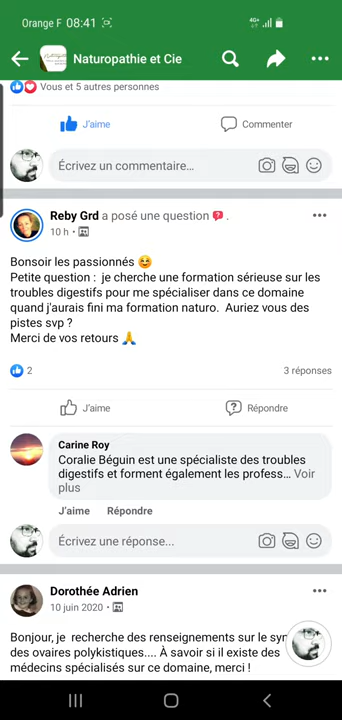 Orange F 08:41
4G+
Naturopathie et Cie
Vous et 5 autres personnes
J'aime
Commenter
Écrivez un commentaire...
Reby Grd a posé une question .
10 h
Bonsoir les passionnés
Petite question : je cherche une formation sérieuse sur les
troubles digestifs pour me spécialiser dans ce domaine
quand j'aurais fini ma formation naturo. Auriez vous des
pistes svp ?
Merci de vos retours
2
3 réponses
J'aime
Répondre
Carine Roy
Coralie Béguin est une spécialiste des troubles
digestifs et forment également les profess... Voir
plus
J'aime Répondre
Écrivez une réponse...
Dorothée Adrien
10 juin 2020
Bonjour, je recherche des renseignements sur le
des ovaires polykistiques.... À savoir si il existe des
médecins spécialisés sur ce domaine, merci !